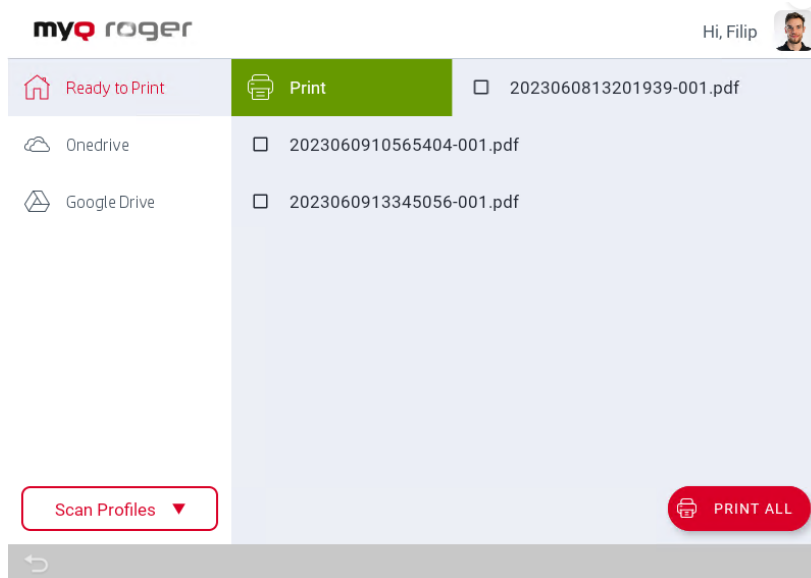 myQ roger
Hi, Filip
Ready to Print
Print
2023060813201939-001.pdf
Onedrive
2023060910565404-001.pdf
Google Drive
2023060913345056-001.pdf
Scan Profiles
PRINT ALL